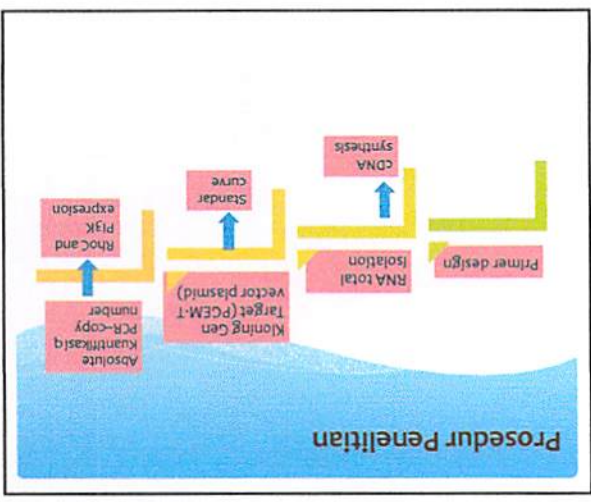 Prosedur Penelitian
Primer design
RNA total
isolation
cDNA
synthesis
Kloning Gen
Target (PCEM-T
vector plasmid)
Standar
curve
Absolute
Kuantifikasi q
PCR-copy
number
RhoC and
PI3K
expresion